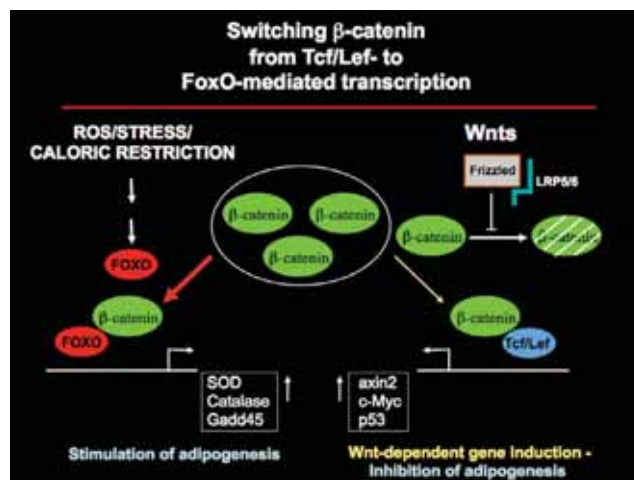 Switching β-catenin
from Tcf/Lef- to
FoxO-mediated transcription
ROS/STRESS/
CALORIC RESTRICTION
Wnts
Frizzled
LRP5/6
β-catenin
β-catenin
β-catenin
β-catenin
β-catenin
FOXO
β-catenin
FOXO
β-catenin
Tcf/Lef
SOD
Catalase
Gadd45
axin2
c-Myc
p53
Stimulation of adipogenesis
Wnt-dependent gene induction -
Inhibition of adipogenesis